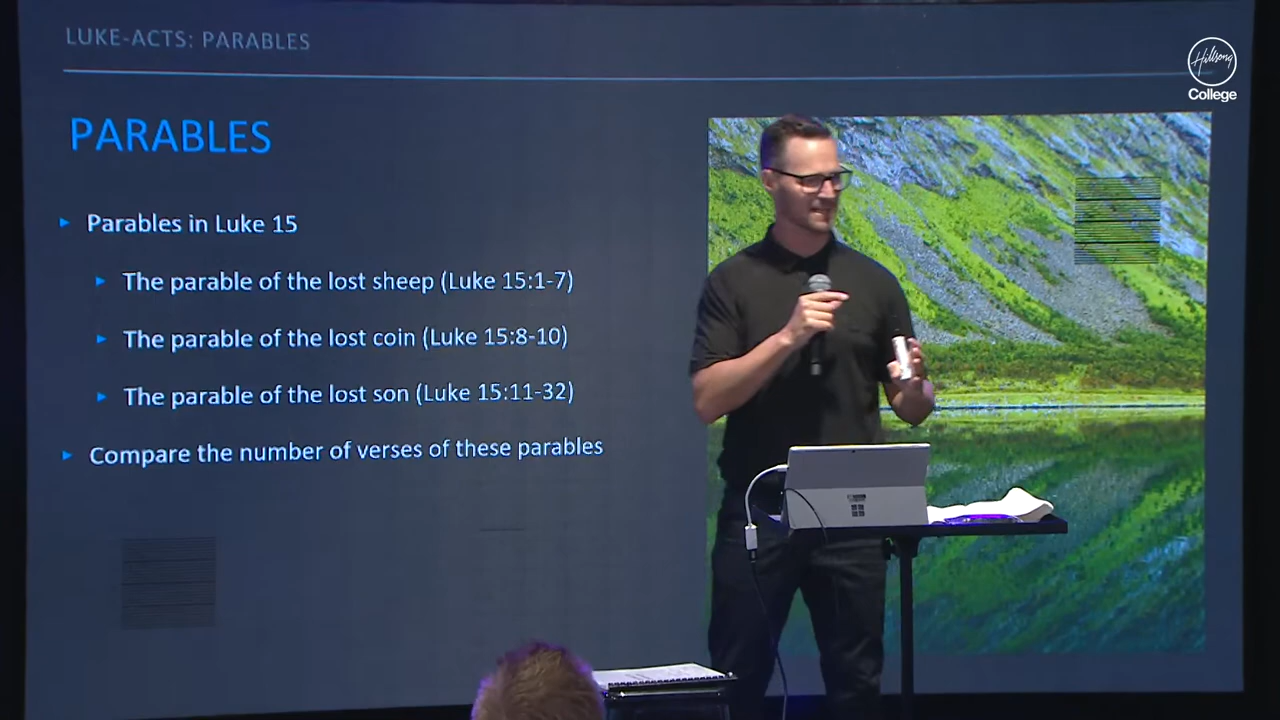 LUKE-ACTS: PARABLES
Hillsong
College
PARABLES
Parables in Luke 15
The parable of the lost sheep (Luke 15:1-7)
The parable of the lost coin (Luke 15:8-10)
The parable of the lost son (Luke 15:11-32)
Compare the number of verses of these parables